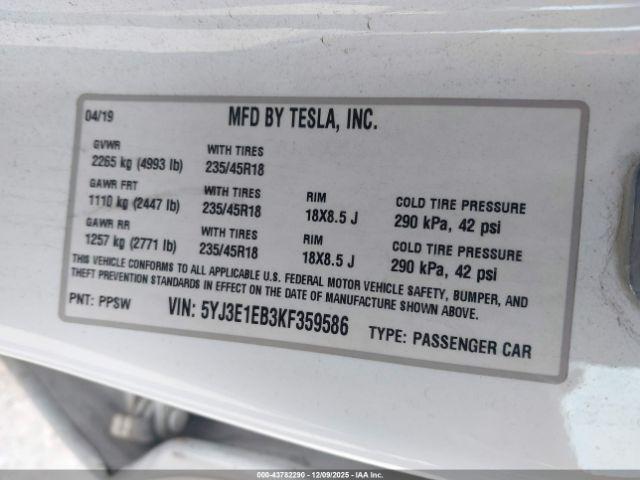 04/19 MFD BY TESLA, INC.
GVWR WITH TIRES
2265 kg (4993 lb) 235/45R18
GAWR FRT WITH TIRES RIM COLD TIRE PRESSURE
1110 kg (2447 lb) 235/45R18 18X8.5 J 290 kPa, 42 psi
GAWR RR WITH TIRES RIM COLD TIRE PRESSURE
1257 kg (2771 lb) 235/45R18 18X8.5 J 290 kPa, 42 psi
THIS VEHICLE CONFORMS TO ALL APPLICABLE U.S. FEDERAL MOTOR VEHICLE SAFETY, BUMPER, AND
THEFT PREVENTION STANDARDS IN EFFECT ON THE DATE OF MANUFACTURE SHOWN ABOVE.
PNT: PPSW VIN: 5YJ3E1EB3KF359586 TYPE: PASSENGER CAR
000-43782290 - 12/09/2025 - IAA Inc.